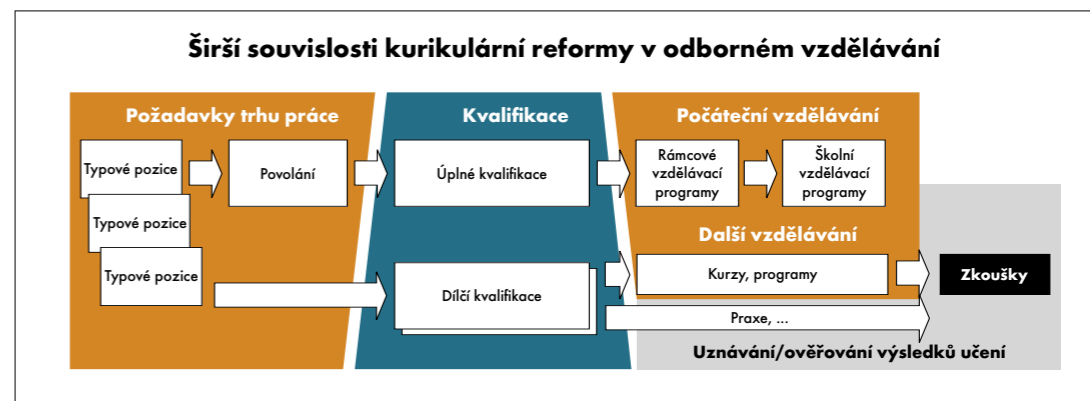 Širší souvislosti kurikulární reformy v odborném vzdělávání
Požadavky trhu práce
Kvalifikace
Počáteční vzdělávání
Typové pozice
Povolání
Úplné kvalifikace
Rámcové
vzdělávací
programy
Školní
vzdělávací
programy
Typové pozice
Další vzdělávání
Typové pozice
Dílčí kvalifikace
Kurzy, programy
Zkoušky
Praxe, ...
Uznávání/ověřování výsledků učení